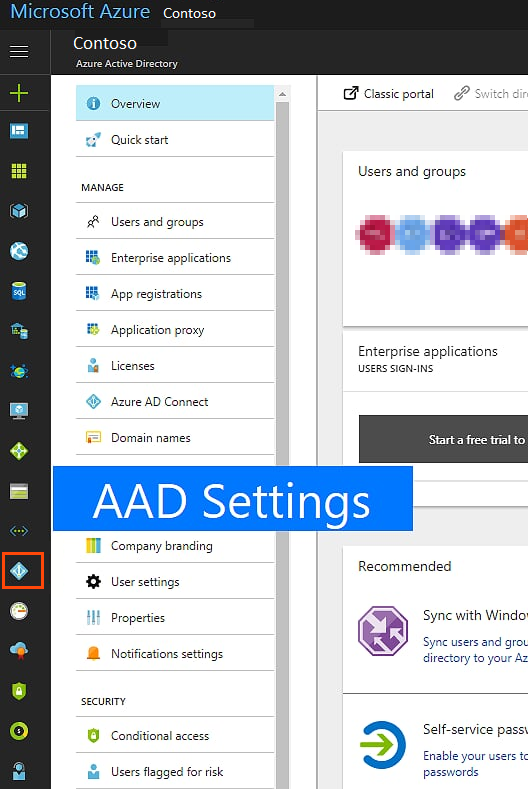 Microsoft Azure Contoso
Contoso
Azure Active Directory
Overview
Quick start
MANAGE
Users and groups
Enterprise applications
App registrations
Application proxy
Licenses
Azure AD Connect
Domain names
AAD Settings
Company branding
User settings
Properties
Notifications settings
SECURITY
Conditional access
Users flagged for risk
Classic portal Switch dire
Users and groups
Enterprise applications
USERS SIGN-INS
Start a free trial to
Recommended
Sync with Window
Sync users and grou
directory to your Az
Self-service passw
Enable your users to
passwords
SQL